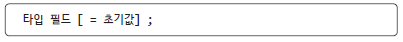 타입 필드 [ = 초기값] ;